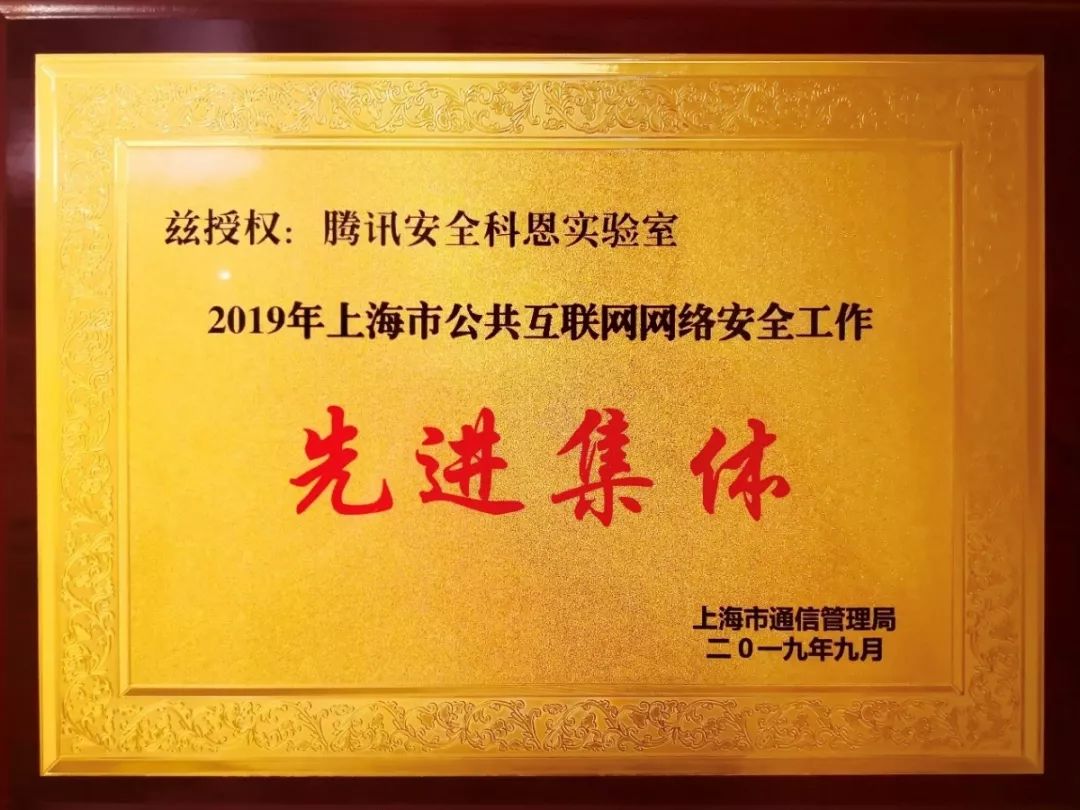 兹授权：腾讯安全科恩实验室
2019年上海市公共互联网网络安全工作
先进集体
上海市通信管理局
二0一九年九月